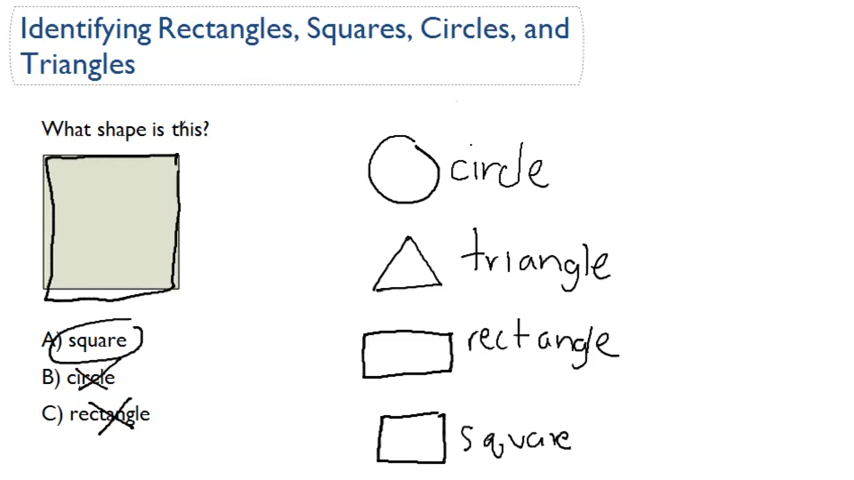 Identifying Rectangles, Squares, Circles, and
Triangles
What shape is this?
A) square
B) circle
C) rectangle
circle
triangle
rectangle
square